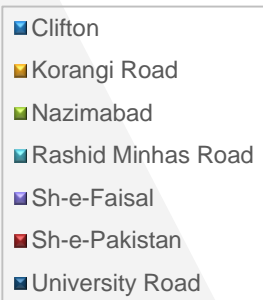 Clifton
Korangi Road
Nazimabad
Rashid Minhas Road
Sh-e-Faisal
Sh-e-Pakistan
University Road